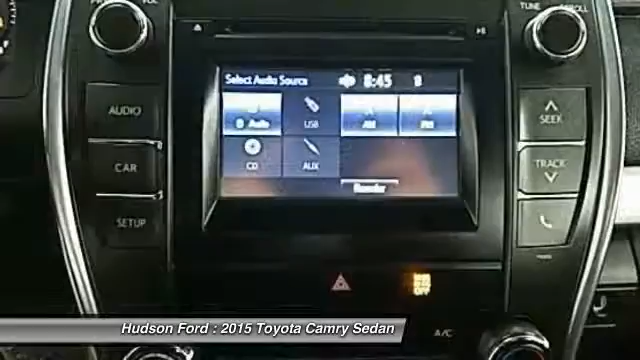 TUNE SCROLL
Select Audio Source 8:45
AUDIO
USB AM FM
SEEK
CD AUX
CAR
TRACK
Reorder
SETUP
OFF
Hudson Ford : 2015 Toyota Camry Sedan
A/C